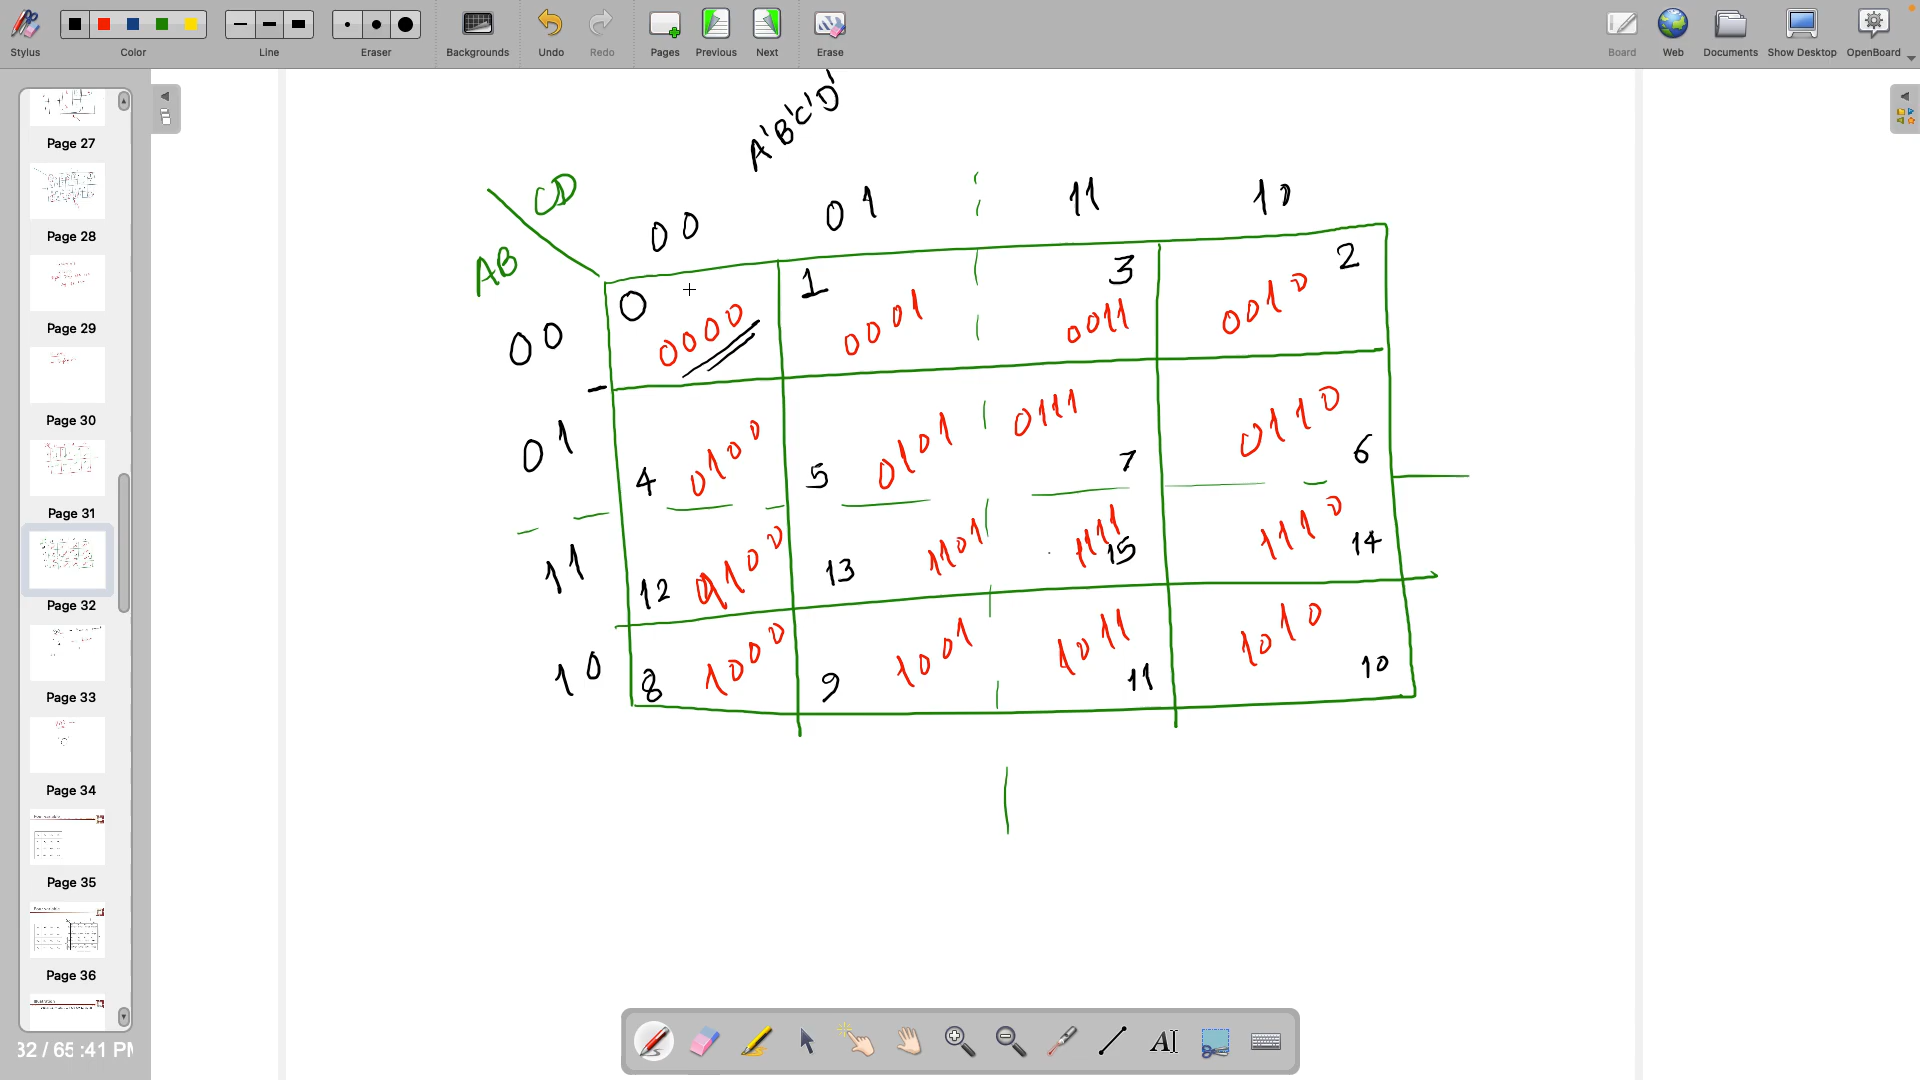 Stylus
Color
Line
Eraser
Backgrounds
Undo
Redo
Pages
Previous
Next
Erase
Board
Web
Documents
Show Desktop
OpenBoard
Page 27
Page 28
Page 29
Page 30
Page 31
Page 32
Page 33
Page 34
Page 35
Page 36
32 / 65 :41 PM
A'B'C'D'
CD
AB
00 01 11 10
00
0 0000
1 0001
3 0011
2 0010
01
4 0100
5 0101
7 0111
6 0110
11
12 1100
13 1101
15 1111
14 1110
10
8 1000
9 1001
11 1011
10 1010